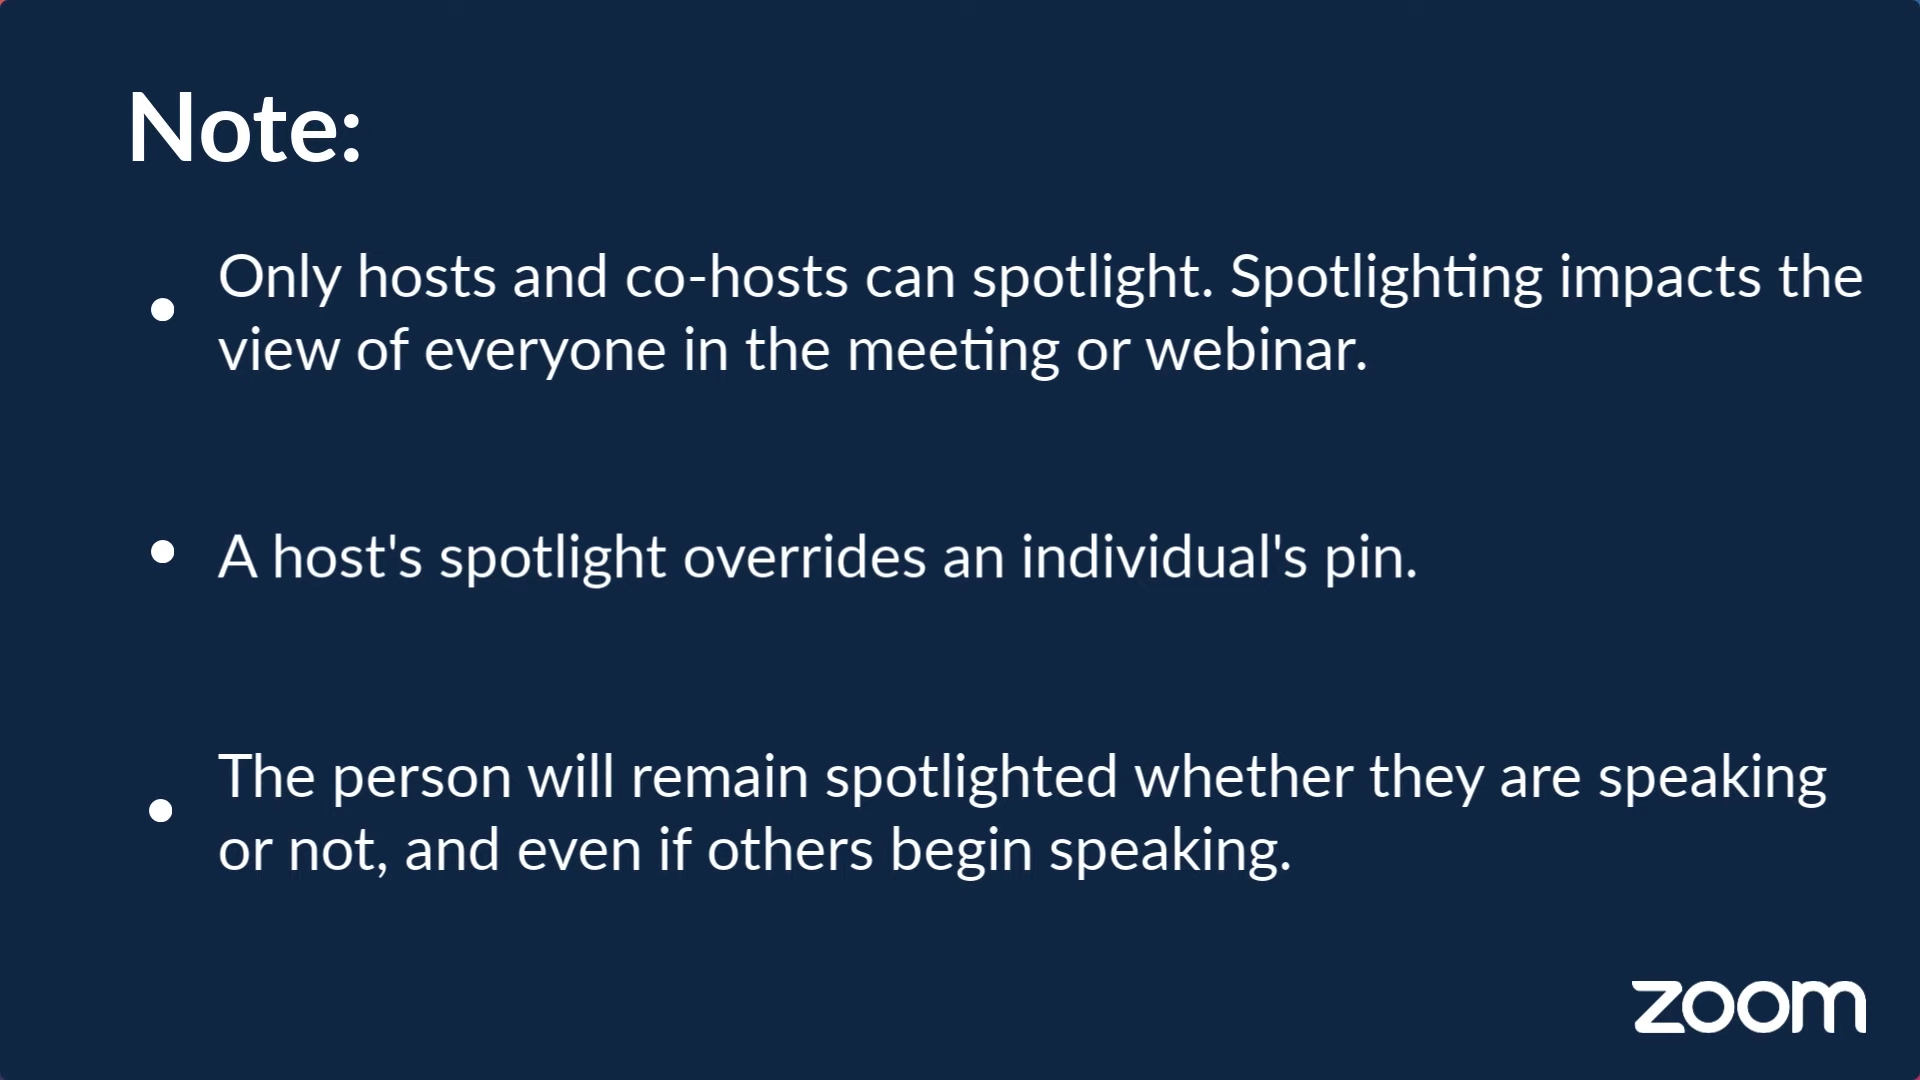 Note:
Only hosts and co-hosts can spotlight. Spotlighting impacts the
view of everyone in the meeting or webinar.
A host's spotlight overrides an individual's pin.
The person will remain spotlighted whether they are speaking
or not, and even if others begin speaking.
zoom